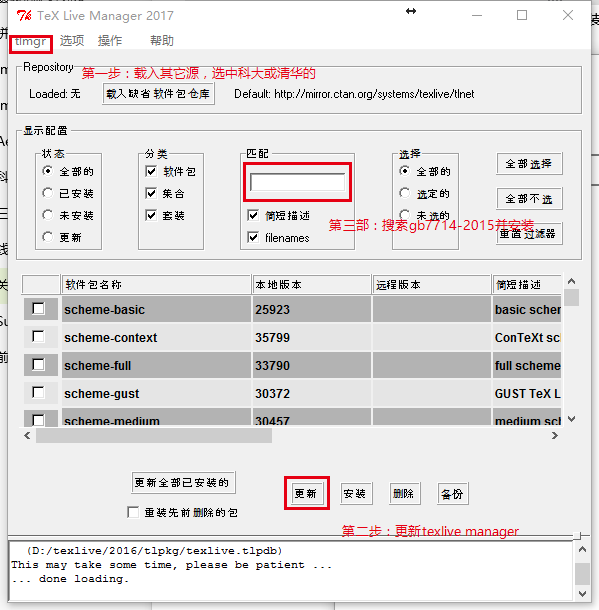 TeX Live Manager 2017
tlmgr 选项 操作 帮助
Repository
第一步：载入其它源，选中科大或清华的
Loaded: 无 载入缺省软件包仓库 Default: http://mirror.ctan.org/systems/texlive/tlnet
显示配置
状态 分类 匹配 选择
全部的 软件包 全部的 全部选择
已安装 集合 选定的 全部不选
未安装 套装 简短描述 未选的
第三部：搜索gb7714-2015并安装
更新 filenames 重置过滤器
软件包名称 本地版本 远程版本 简短描述
scheme-basic 25923 basic schem
scheme-context 35799 ConTeXt sc
scheme-full 33790 full scheme
scheme-gust 30372 GUST TeX L
scheme-medium 30457 medium scl
更新全部已安装的 更新 安装 删除 备份
重装先前删除的包
第二步：更新texlive manager
(D:/texlive/2016/tlpkg/texlive.tlpdb)
This may take some time, please be patient ...
... done loading.